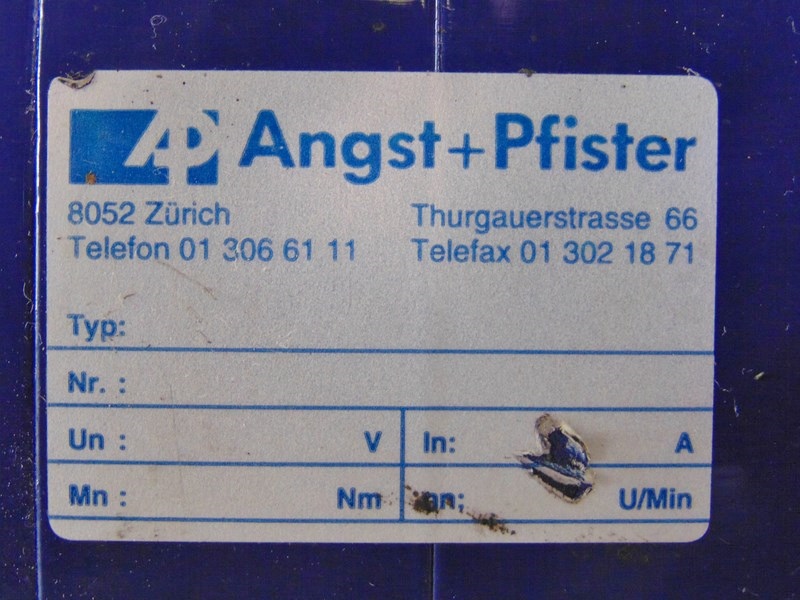 Angst+Pfister
8052 Zürich Thurgauerstrasse 66
Telefon 01 306 61 11 Telefax 01 302 18 71
Typ:
Nr. :
Un : V In: A
Mn : Nm nn: U/Min